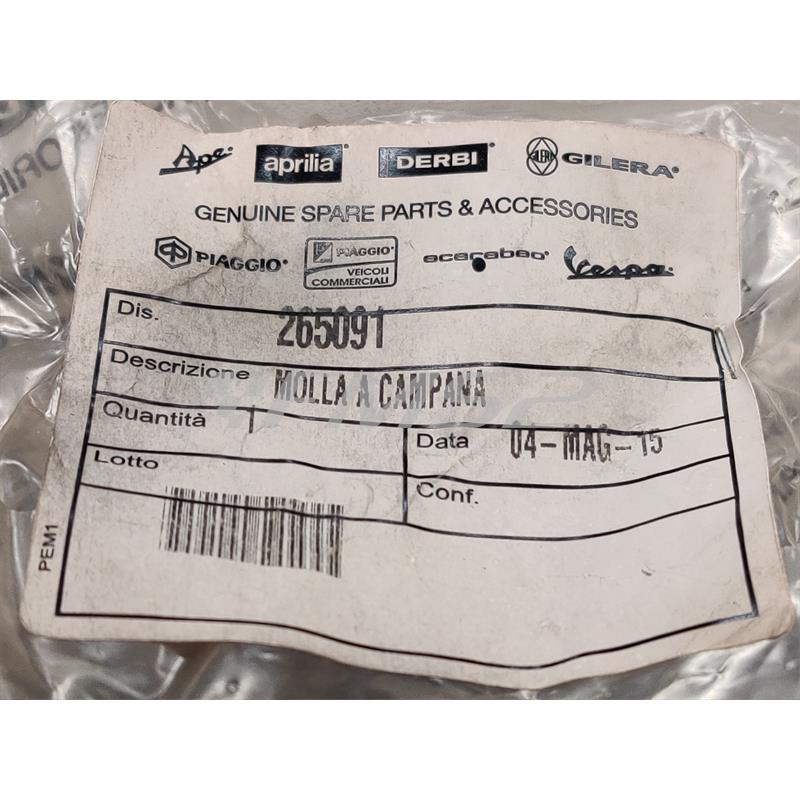 Ape aprilia DERBI GILERA
GENUINE SPARE PARTS & ACCESSORIES
PIAGGIO PIAGGIO VEICOLI COMMERCIALI scarabeo Vespa
Dis. 265091
Descrizione MOLLA A CAMPANA
Quantità 1
Data 04-MAG-15
Lotto
Conf.
PEM1